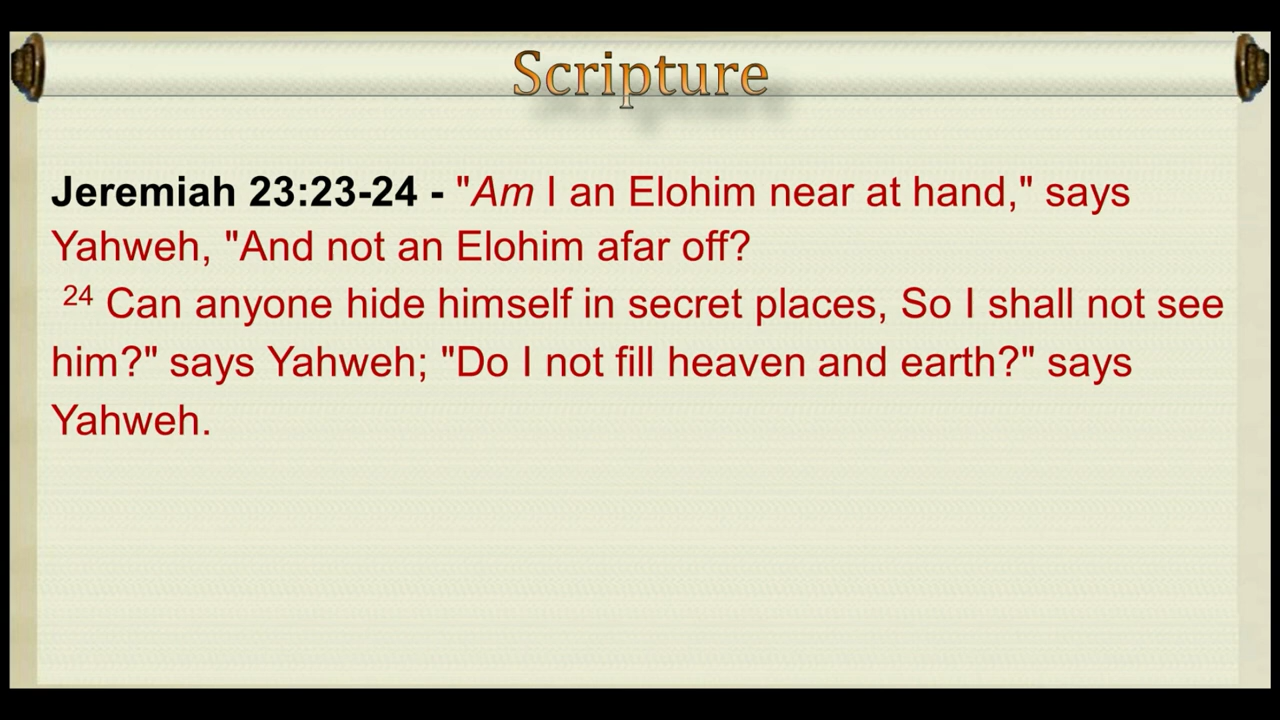 Scripture
Jeremiah 23:23-24 - "Am I an Elohim near at hand," says
Yahweh, "And not an Elohim afar off?
24 Can anyone hide himself in secret places, So I shall not see
him?" says Yahweh; "Do I not fill heaven and earth?" says
Yahweh.